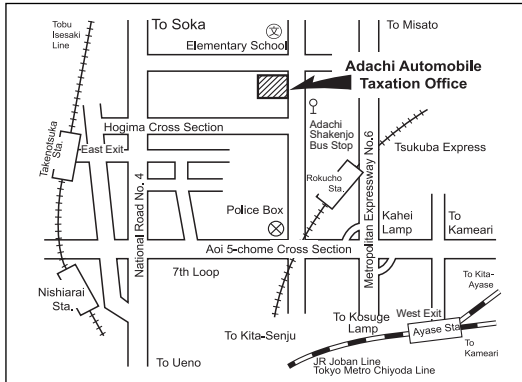 Tobu
Isesaki
Line
To Soka
文
Elementary School
To Misato
Adachi Automobile
Taxation Office
Takenotsuka
Sta.
East Exit
Hogima Cross Section
National Road No. 4
Adachi
Shakenjo
Bus Stop
Metropolitan Expressway No.6
Tsukuba Express
Rokucho
Sta.
Police Box
Kahei
Lamp
To
Kameari
Aoi 5-chome Cross Section
7th Loop
Nishiarai
Sta.
To Kita-
Ayase
To Kosuge
Lamp
West Exit
Ayase Sta.
To Kita-Senju
To
Kameari
To Ueno
JR Joban Line
Tokyo Metro Chiyoda Line